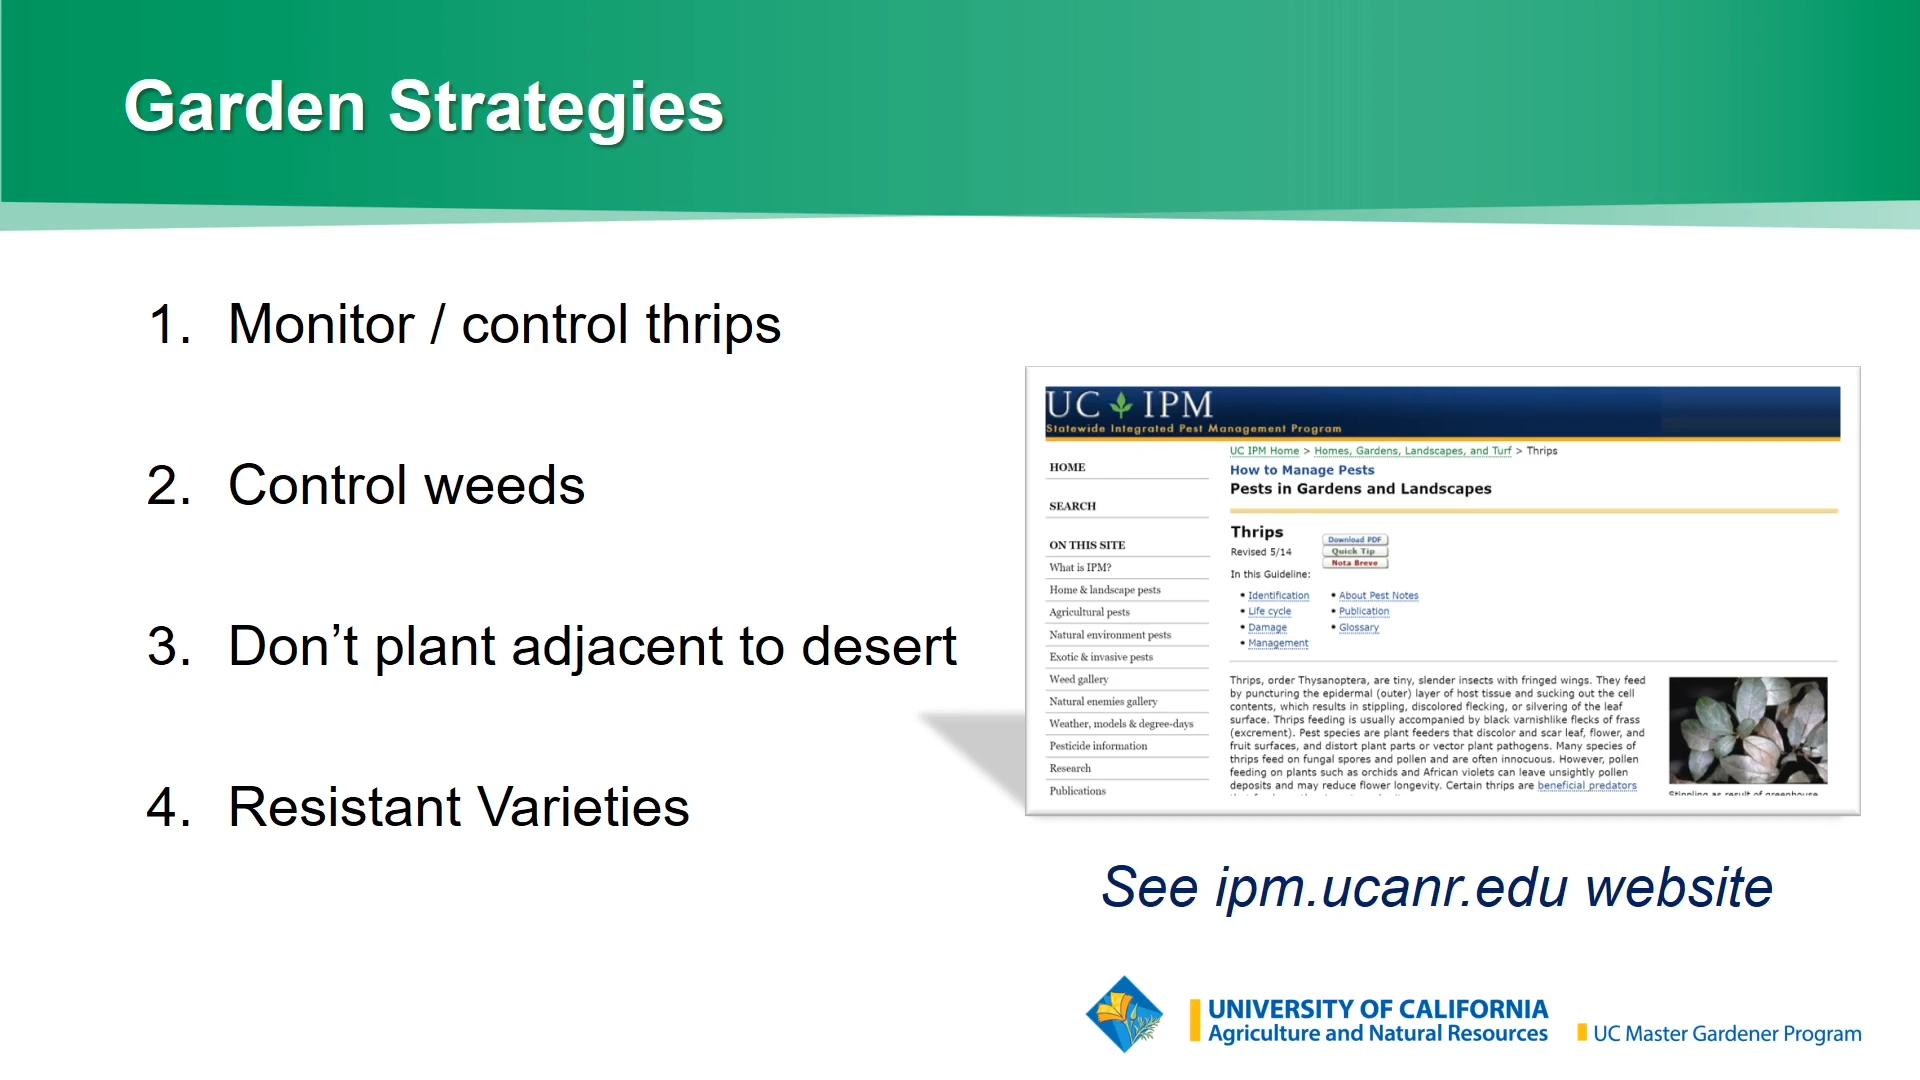 Garden Strategies
1. Monitor / control thrips
2. Control weeds
3. Don’t plant adjacent to desert
4. Resistant Varieties
UC IPM
Statewide Integrated Pest Management Program
HOME
SEARCH
ON THIS SITE
What is IPM?
Home & landscape pests
Agricultural pests
Natural environment pests
Exotic & invasive pests
Weed gallery
Natural enemies gallery
Weather, models & degree-days
Pesticide information
Research
Publications
UC IPM Home > Homes, Gardens, Landscapes, and Turf > Thrips
How to Manage Pests
Pests in Gardens and Landscapes
Thrips
Revised 5/14
Download PDF
Quick Tip
Nota Breve
In this Guideline:
• Identification
• Life cycle
• Damage
• Management
• About Pest Notes
• Publication
• Glossary
Thrips, order Thysanoptera, are tiny, slender insects with fringed wings. They feed
by puncturing the epidermal (outer) layer of host tissue and sucking out the cell
contents, which results in stippling, discolored flecking, or silvering of the leaf
surface. Thrips feeding is usually accompanied by black varnishlike flecks of frass
(excrement). Pest species are plant feeders that discolor and scar leaf, flower, and
fruit surfaces, and distort plant parts or vector plant pathogens. Many species of
thrips feed on fungal spores and pollen and are often innocuous. However, pollen
feeding on plants such as orchids and African violets can leave unsightly pollen
deposits and may reduce flower longevity. Certain thrips are beneficial predators
Stippling as result of greenhouse
See ipm.ucanr.edu website
UNIVERSITY OF CALIFORNIA
Agriculture and Natural Resources
UC Master Gardener Program